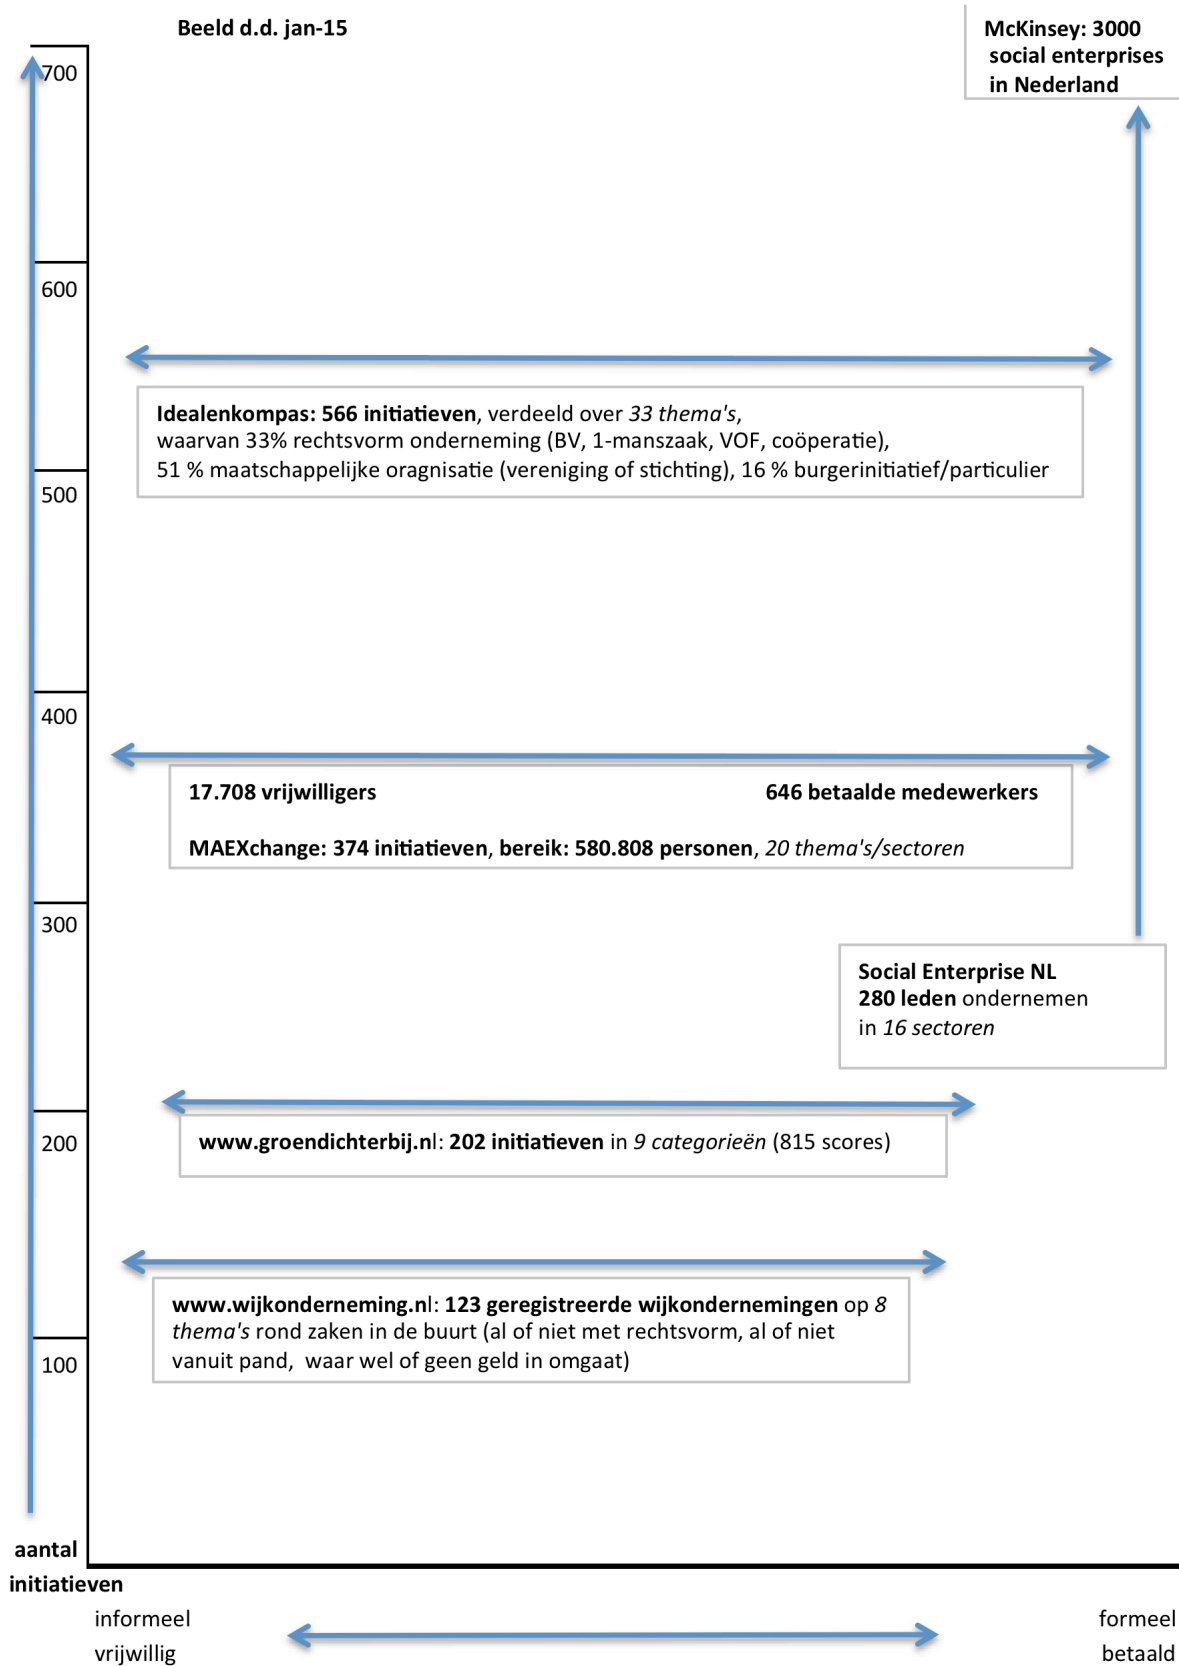 Beeld d.d. jan-15
McKinsey: 3000
social enterprises
in Nederland
700
600
Idealenkompas: 566 initiatieven, verdeeld over 33 thema's,
waarvan 33% rechtsvorm onderneming (BV, 1-manszaak, VOF, coöperatie),
51 % maatschappelijke oragnisatie (vereniging of stichting), 16 % burgerinitiatief/particulier
500
400
17.708 vrijwilligers 646 betaalde medewerkers
MAEXchange: 374 initiatieven, bereik: 580.808 personen, 20 thema's/sectoren
300
Social Enterprise NL
280 leden ondernemen
in 16 sectoren
200
www.groendichterbij.nl: 202 initiatieven in 9 categorieën (815 scores)
www.wijkonderneming.nl: 123 geregistreerde wijkondernemingen op 8
thema's rond zaken in de buurt (al of niet met rechtsvorm, al of niet
vanuit pand, waar wel of geen geld in omgaat)
100
aantal
initiatieven
informeel formeel
vrijwillig betaald